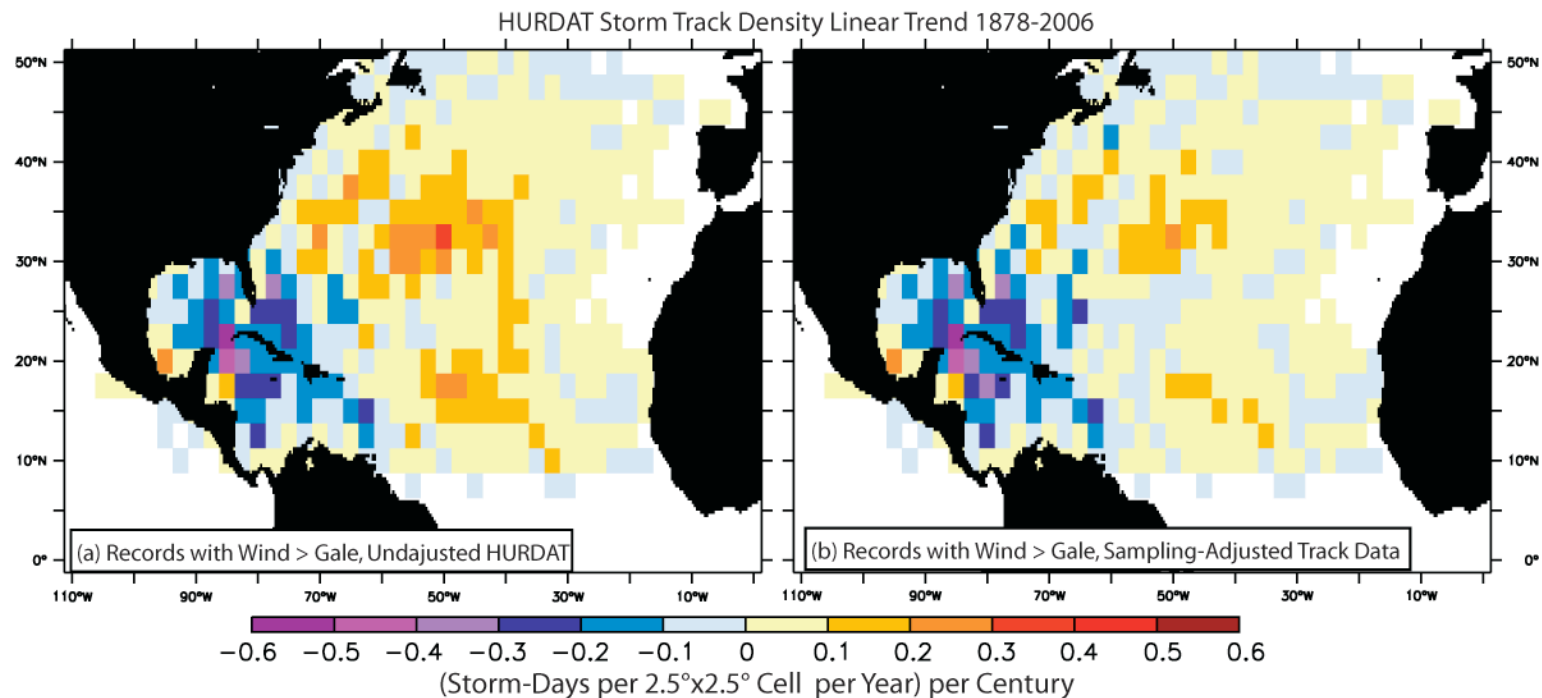 HURDAT Storm Track Density Linear Trend 1878-2006
50°N
40°N
30°N
20°N
10°N
0°
50°N
40°N
30°N
20°N
10°N
0°
(a) Records with Wind > Gale, Undajusted HURDAT
(b) Records with Wind > Gale, Sampling-Adjusted Track Data
110°W 90°W 70°W 50°W 30°W 10°W
110°W 90°W 70°W 50°W 30°W 10°W
−0.6 −0.5 −0.4 −0.3 −0.2 −0.1 0 0.1 0.2 0.3 0.4 0.5 0.6
(Storm-Days per 2.5°x2.5° Cell per Year) per Century